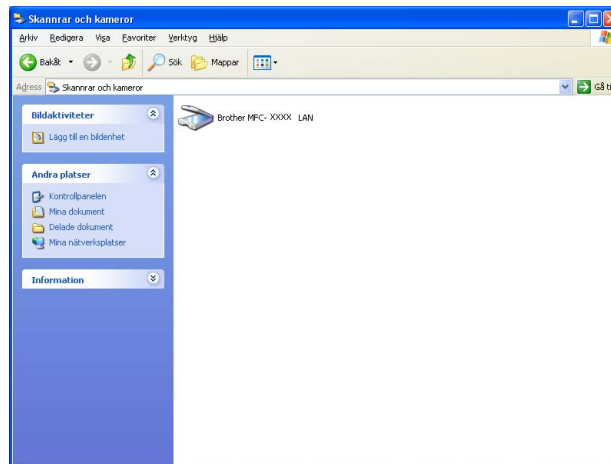 Skannrar och kameror
Arkiv Redigera Visa Favoriter Verktyg Hjälp
Bakåt Sök Mappar
Adress Skannrar och kameror Gå ti
Bildaktiviteter
Lägg till en bildenhet
Brother MFC- XXXX LAN
Andra platser
Kontrollpanelen
Mina dokument
Delade dokument
Mina nätverksplatser
Information